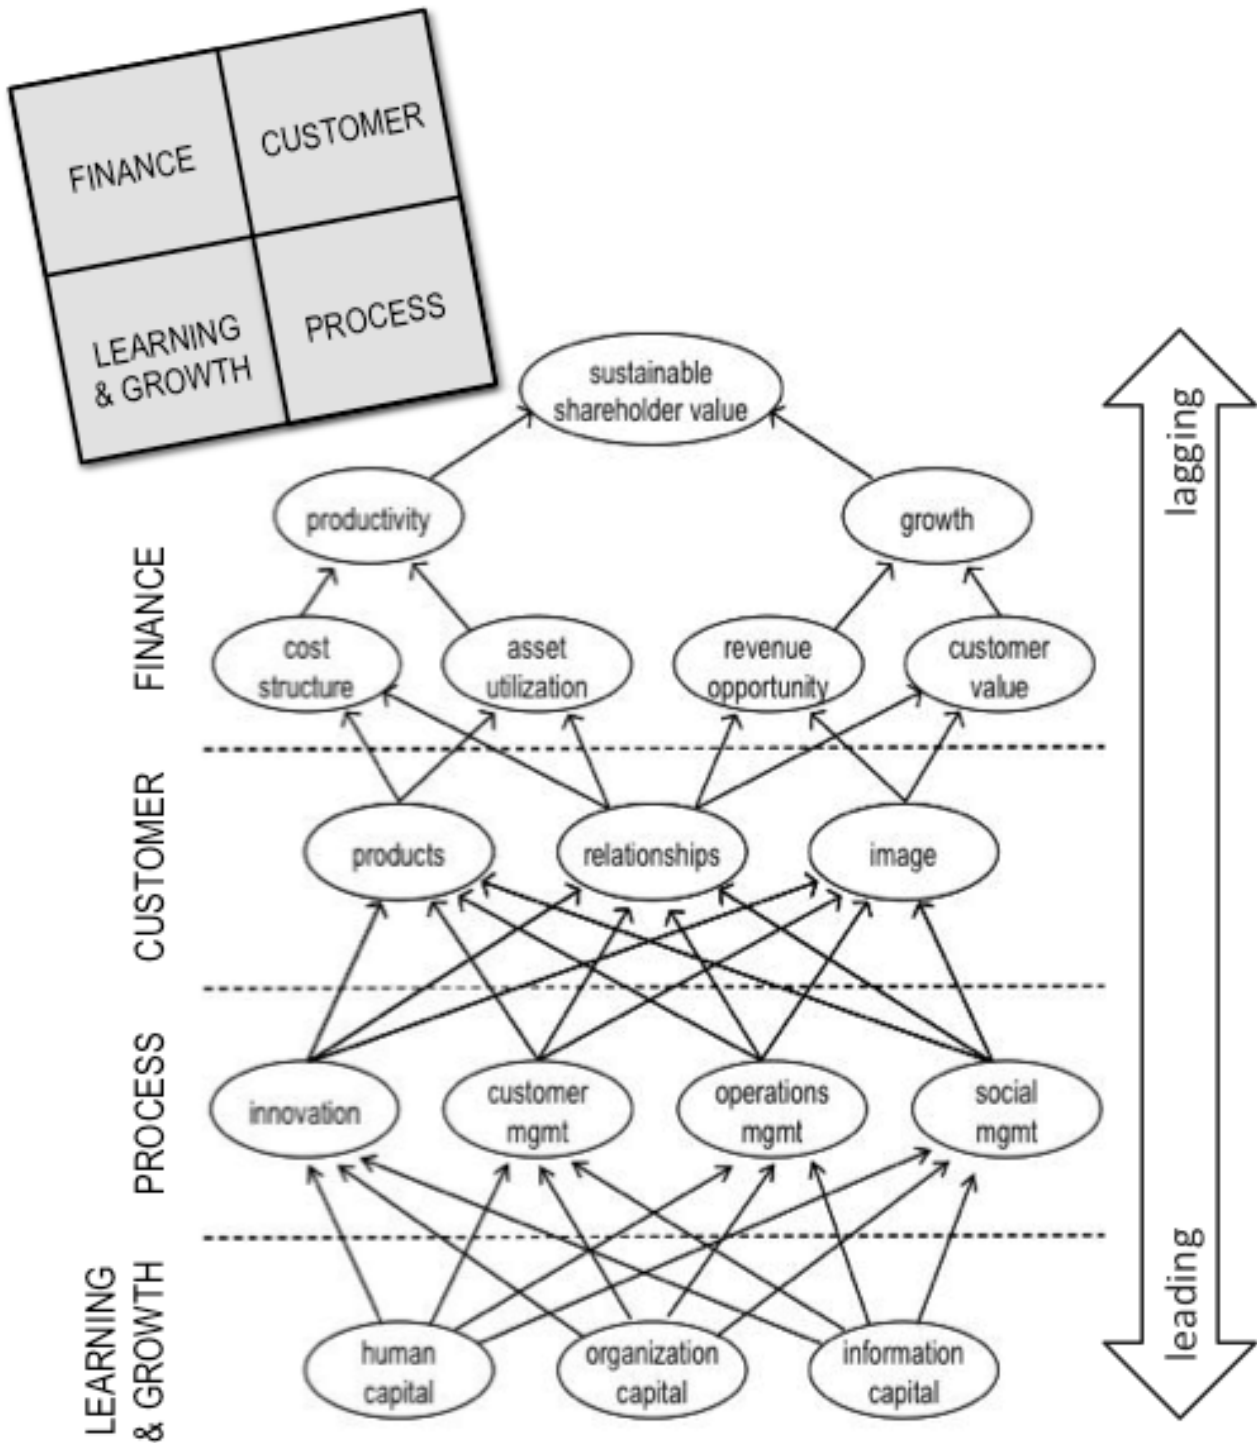 FINANCE
CUSTOMER
LEARNING
& GROWTH
PROCESS
sustainable
shareholder value
productivity
growth
lagging
FINANCE
cost
structure
asset
utilization
revenue
opportunity
customer
value
CUSTOMER
products
relationships
image
PROCESS
innovation
customer
mgmt
operations
mgmt
social
mgmt
leading
LEARNING
& GROWTH
human
capital
organization
capital
information
capital